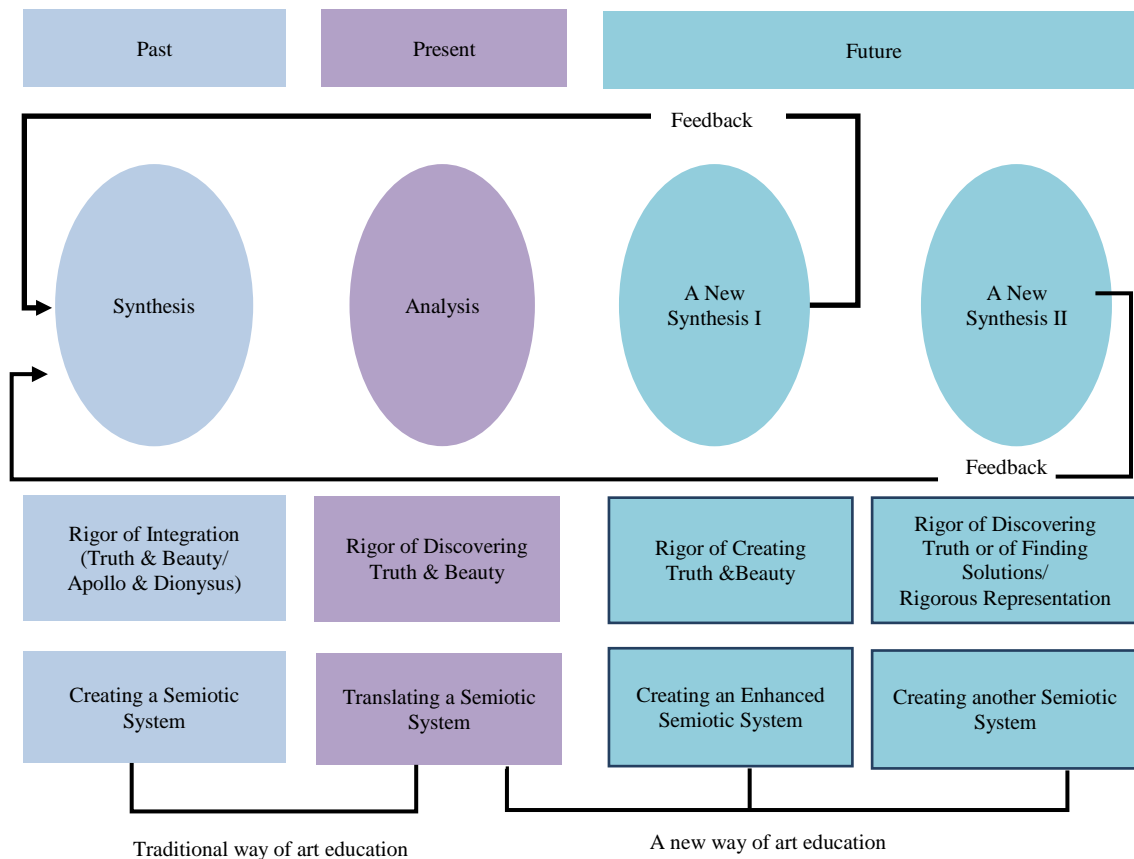 Past
Present
Future
Feedback
Synthesis
Analysis
A New
Synthesis I
A New
Synthesis II
Feedback
Rigor of Integration
(Truth & Beauty/
Apollo & Dionysus)
Rigor of Discovering
Truth & Beauty
Rigor of Creating
Truth &Beauty
Rigor of Discovering
Truth or of Finding
Solutions/
Rigorous Representation
Creating a Semiotic
System
Translating a Semiotic
System
Creating an Enhanced
Semiotic System
Creating another Semiotic
System
Traditional way of art education
A new way of art education